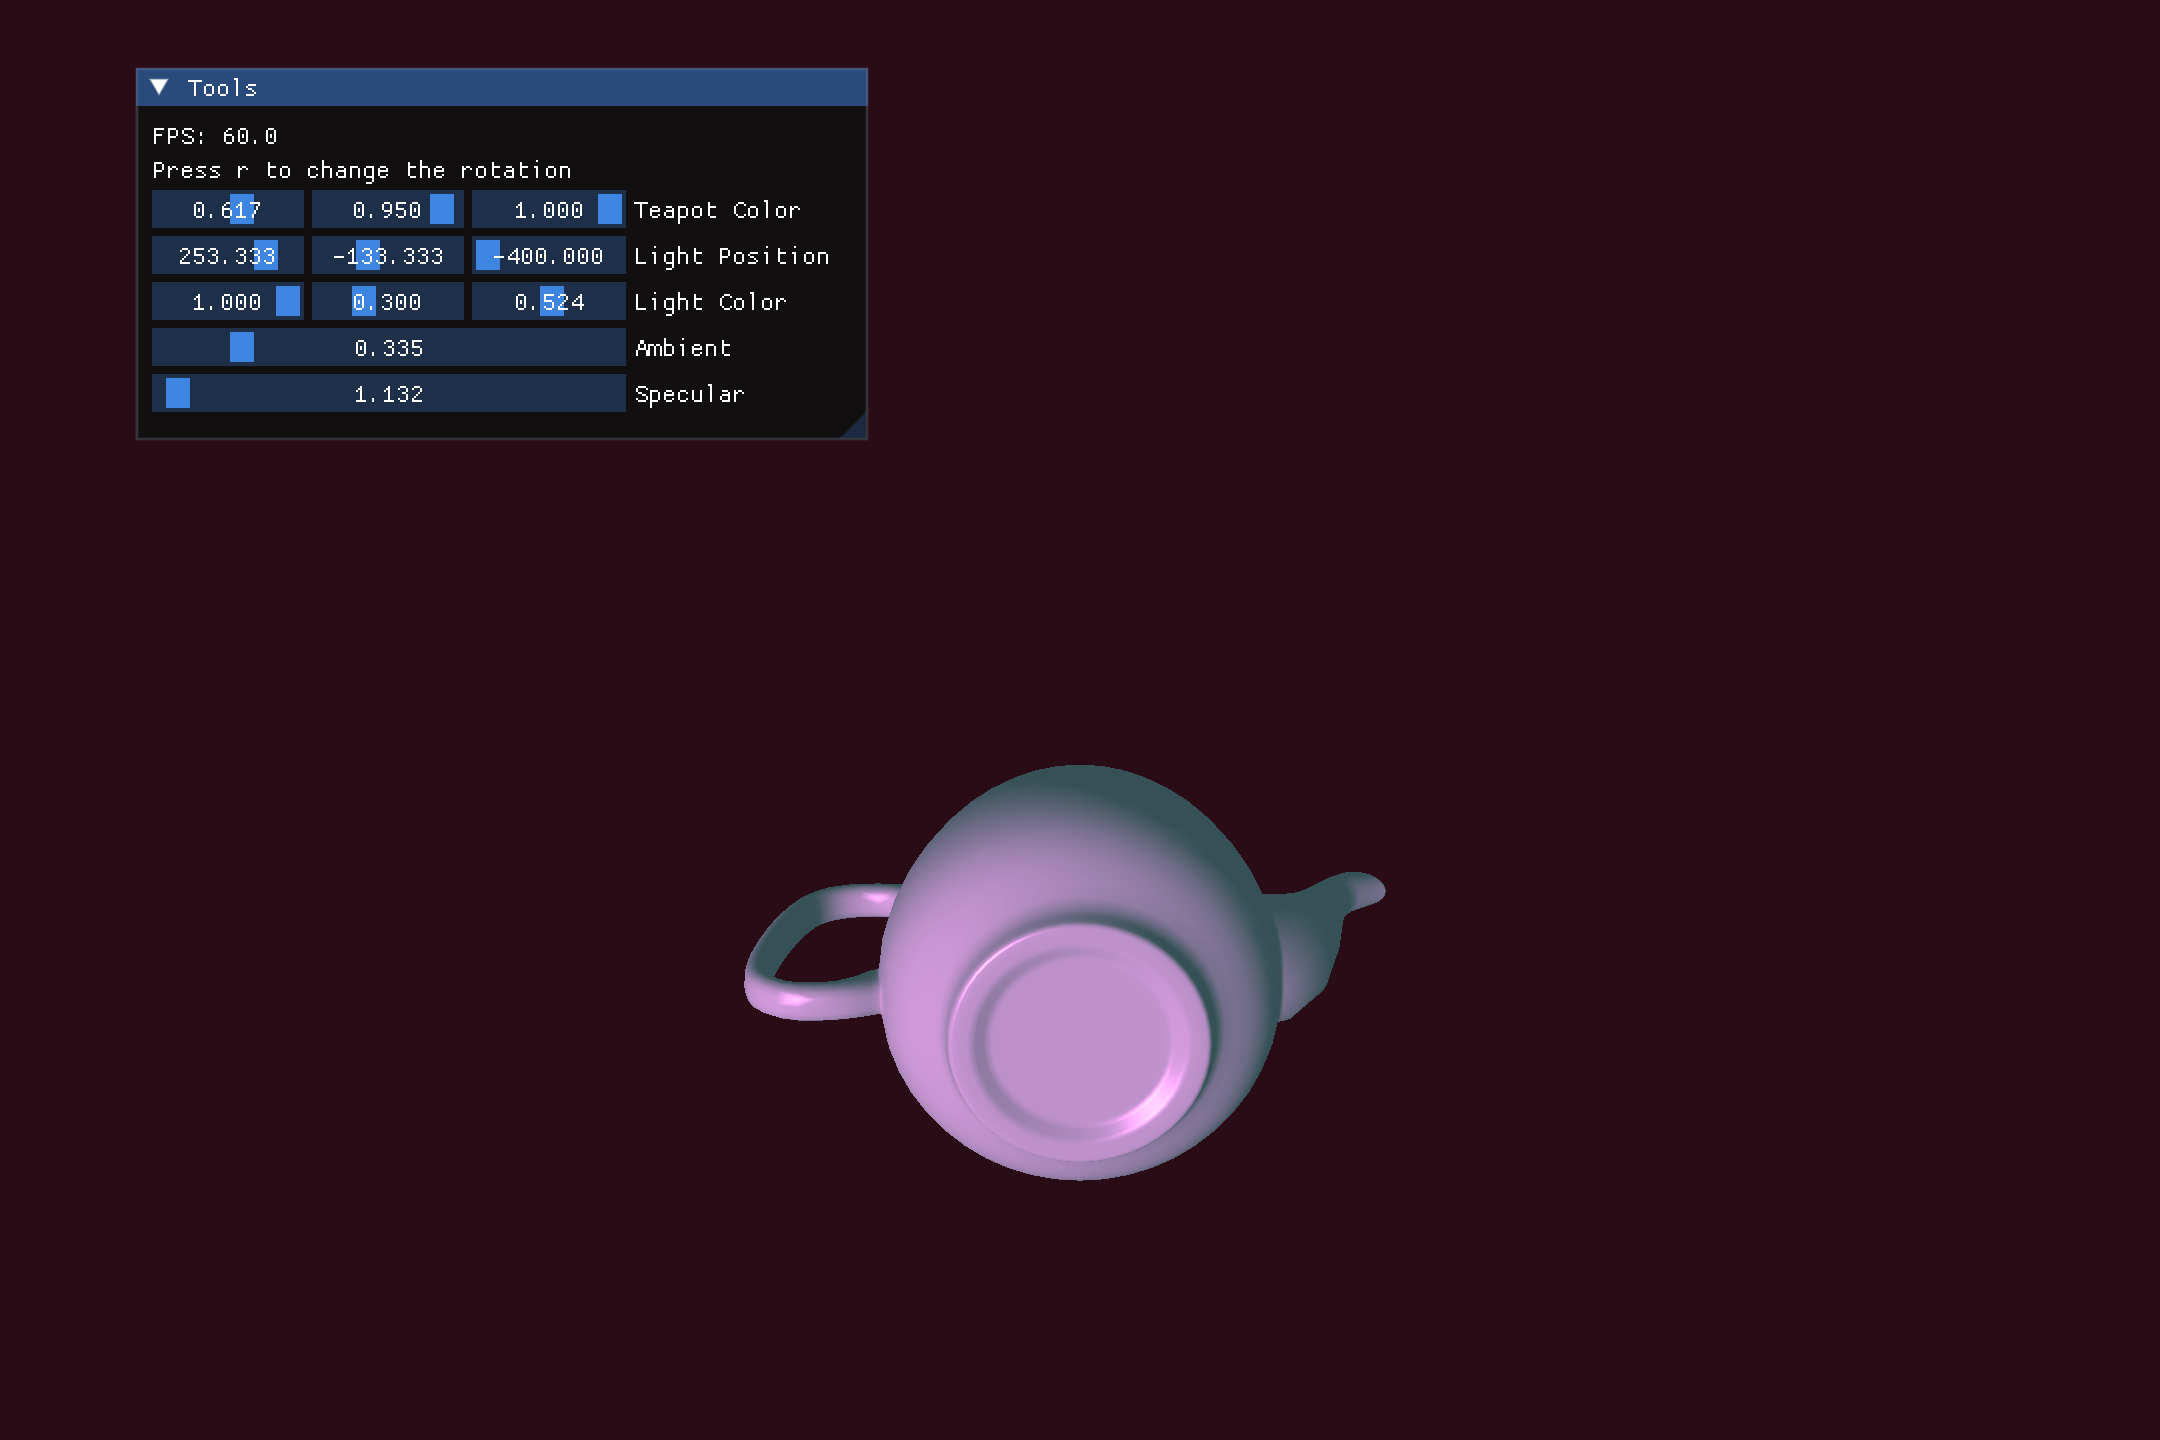 Tools
FPS: 60.0
Press r to change the rotation
0.617 0.950 1.000 Teapot Color
253.333 -133.333 -400.000 Light Position
1.000 0.300 0.524 Light Color
0.335 Ambient
1.132 Specular